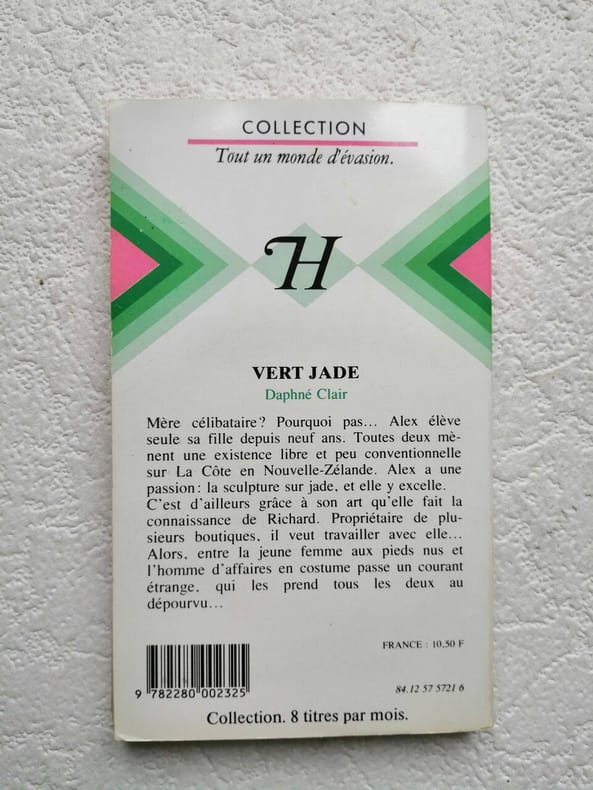 COLLECTION
Tout un monde d'évasion.
H
VERT JADE
Daphné Clair
Mère célibataire? Pourquoi pas... Alex élève
seule sa fille depuis neuf ans. Toutes deux mè-
nent une existence libre et peu conventionnelle
sur La Côte en Nouvelle-Zélande. Alex a une
passion: la sculpture sur jade, et elle y excelle.
C'est d'ailleurs grâce à son art qu'elle fait la
connaissance de Richard. Propriétaire de plu-
sieurs boutiques, il veut travailler avec elle...
Alors, entre la jeune femme aux pieds nus et
l'homme d'affaires en costume passe un courant
étrange, qui les prend tous les deux au
dépourvu...
FRANCE : 10,50 F
9 782280 002325
84.12 57 5721 6
Collection. 8 titres par mois.